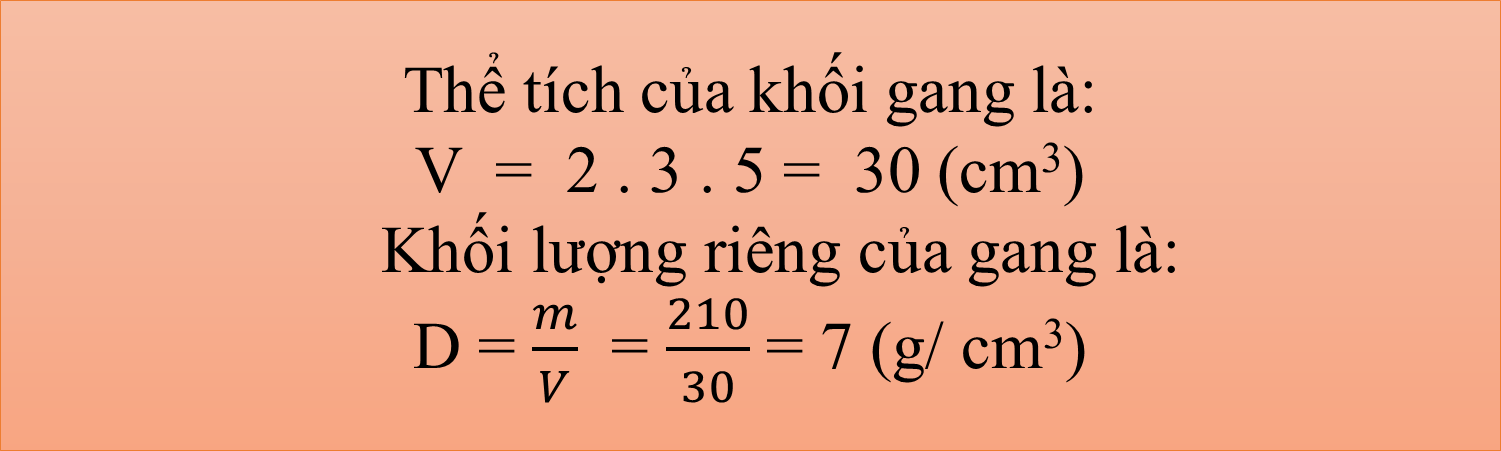 Thể tích của khối gang là:
V = 2 . 3 . 5 = 30 (cm³)
Khối lượng riêng của gang là:
D = m/V = 210/30 = 7 (g/ cm³)